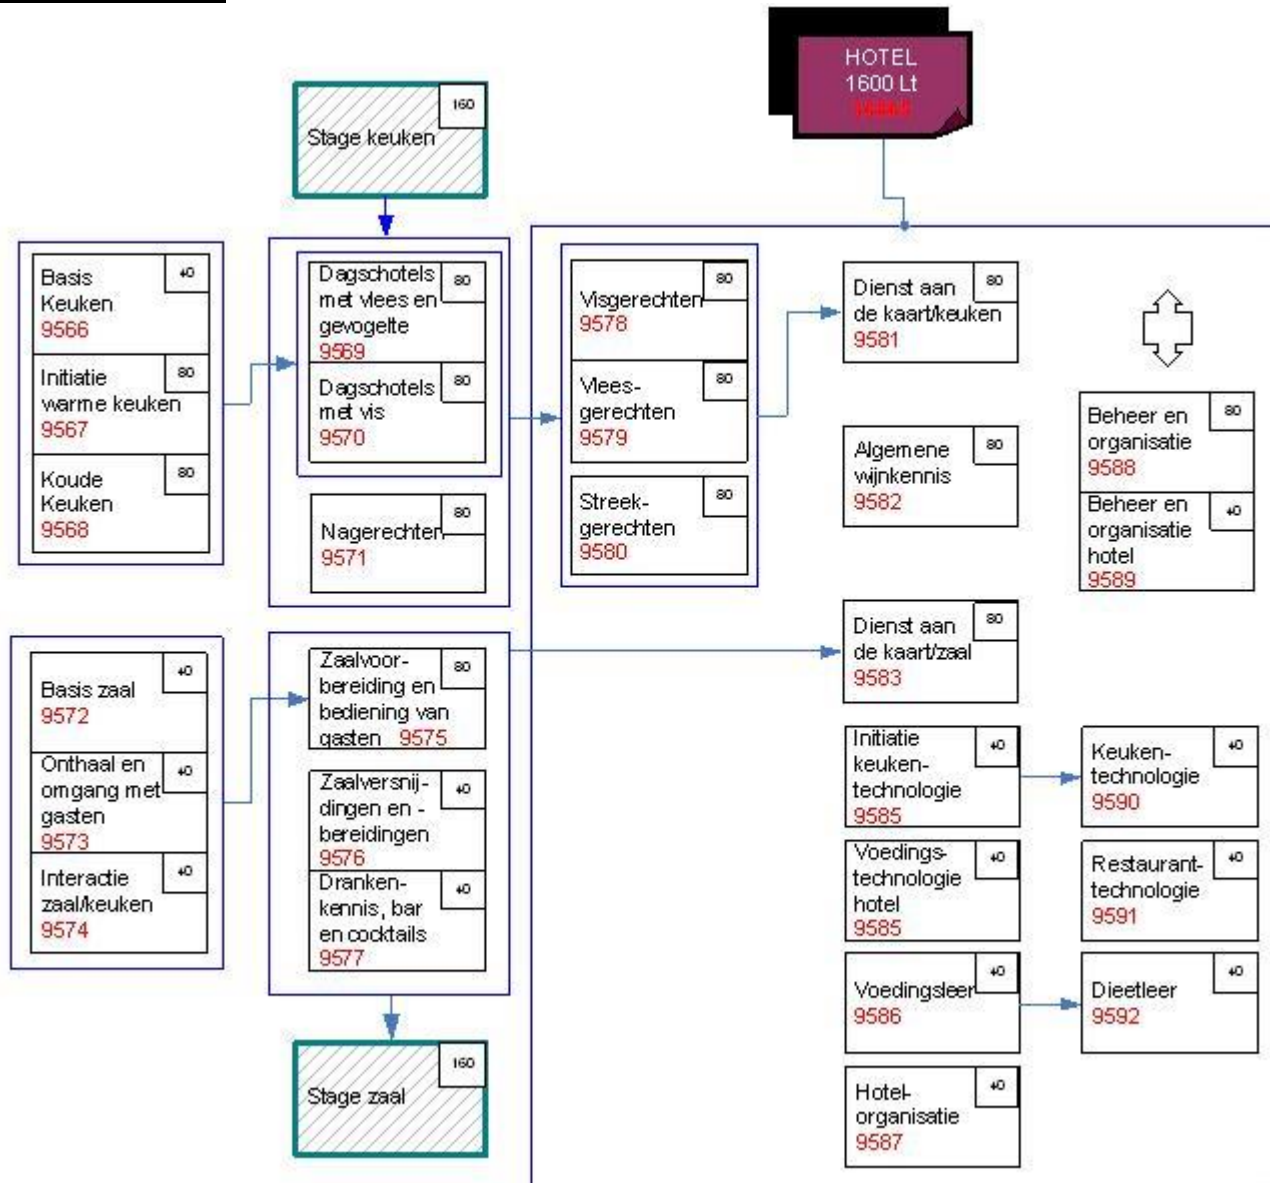 HOTEL
1600 Lt
160
Stage keuken
Basis
Keuken
9566
40
Initiatie
warme keuken
9567
80
Koude
Keuken
9568
80
Dagschotels
met vlees en
gevogelte
9569
80
Dagschotels
met vis
9570
80
Nagerechten
9571
80
Visgerechten
9578
80
Vlees-
gerechten
9579
80
Streek-
gerechten
9580
80
Dienst aan
de kaart/keuken
9581
80
Algemene
wijnkennis
9582
80
Beheer en
organisatie
9588
80
Beheer en
organisatie
hotel
9589
40
Basis zaal
9572
40
Onthaal en
omgang met
gasten
9573
40
Interactie
zaal/keuken
9574
40
Zaalvoor-
bereiding en
bediening van
gasten 9575
80
Zaalversnij-
dingen en -
bereidingen
9576
40
Dranken-
kennis, bar
en cocktails
9577
40
Dienst aan
de kaart/zaal
9583
80
Initiatie
keuken-
technologie
9585
40
Keuken-
technologie
9590
40
Voedings-
technologie
hotel
9585
40
Restaurant-
technologie
9591
40
Voedingsleer
9586
40
Dieetleer
9592
40
Hotel-
organisatie
9587
40
160
Stage zaal